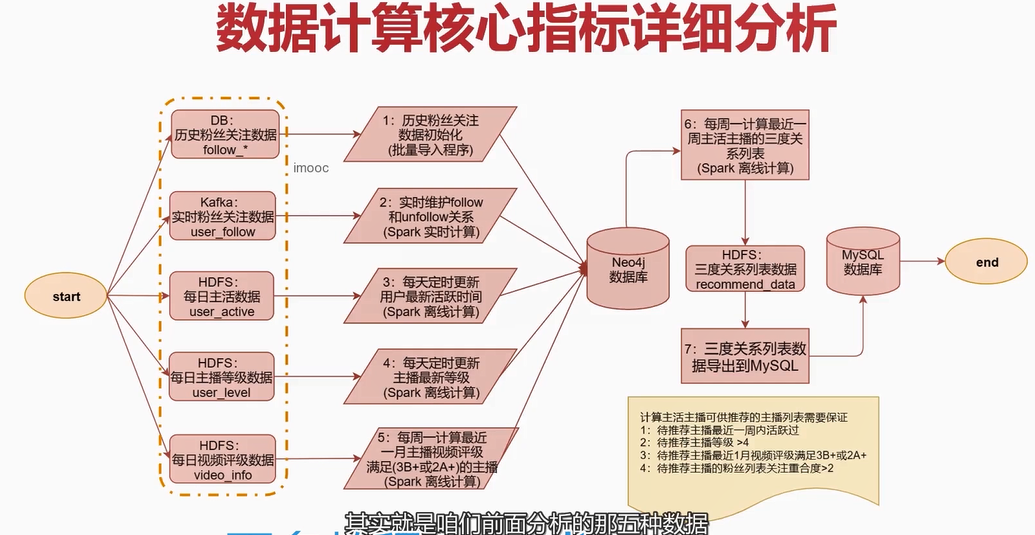 数据计算核心指标详细分析
DB：
历史粉丝关注数据
follow_*
imooc
1：历史粉丝关注
数据初始化
(批量导入程序)
Kafka：
实时粉丝关注数据
user_follow
2：实时维护follow
和unfollow关系
(Spark 实时计算)
start
HDFS：
每日主活数据
user_active
3：每天定时更新
用户最新活跃时间
(Spark 离线计算)
HDFS：
每日主播等级数据
user_level
4：每天定时更新
主播最新等级
(Spark 离线计算)
HDFS：
每日视频评级数据
video_info
5：每周一计算最近
一月主播视频评级
满足(3B+或2A+)的主播
(Spark 离线计算)
Neo4j
数据库
6：每周一计算最近一
周主活主播的三度关
系列表
(Spark 离线计算)
HDFS：
三度关系列表数据
recommend_data
7：三度关系列表数
据导出到MySQL
MySQL
数据库
end
计算主活主播可供推荐的主播列表需要保证
1：待推荐主播最近一周内活跃过
2：待推荐主播等级 >4
3：待推荐主播最近1月视频评级满足3B+或2A+
4：待推荐主播的粉丝列表关注重合度>2
其实就是咱们前面分析的那五种数据